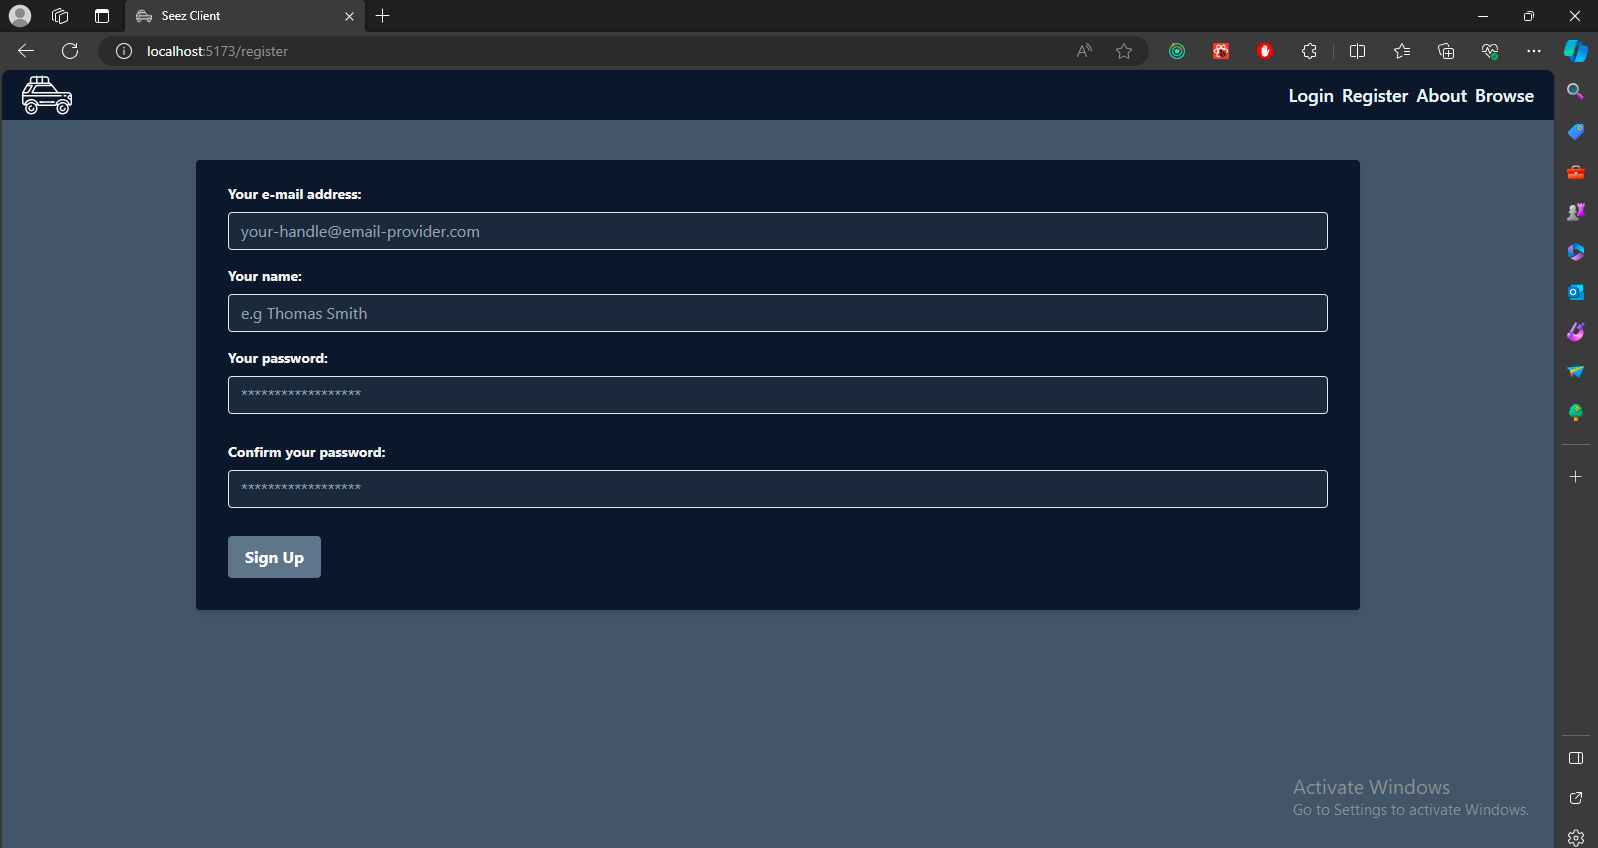 Seez Client
localhost:5173/register
Login Register About Browse
Your e-mail address:
your-handle@email-provider.com
Your name:
e.g Thomas Smith
Your password:
******************
Confirm your password:
******************
Sign Up
Activate Windows
Go to Settings to activate Windows.